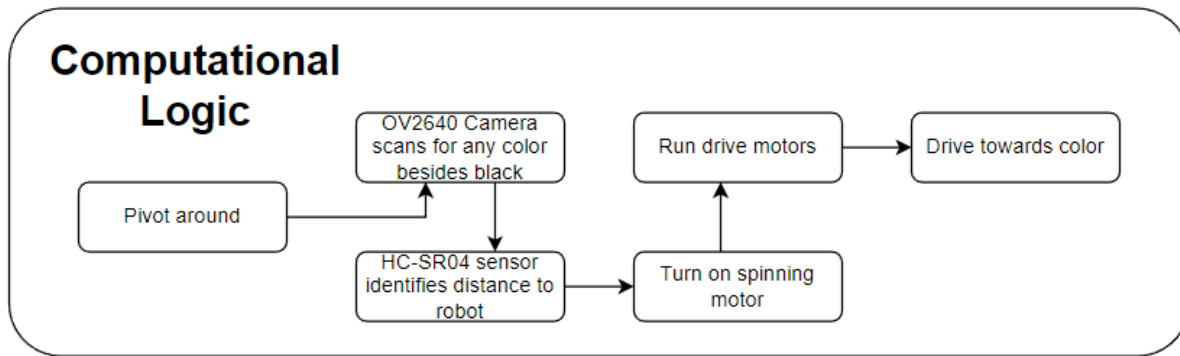 Computational
Logic
Pivot around
OV2640 Camera
scans for any color
besides black
HC-SR04 sensor
identifies distance to
robot
Turn on spinning
motor
Run drive motors
Drive towards color